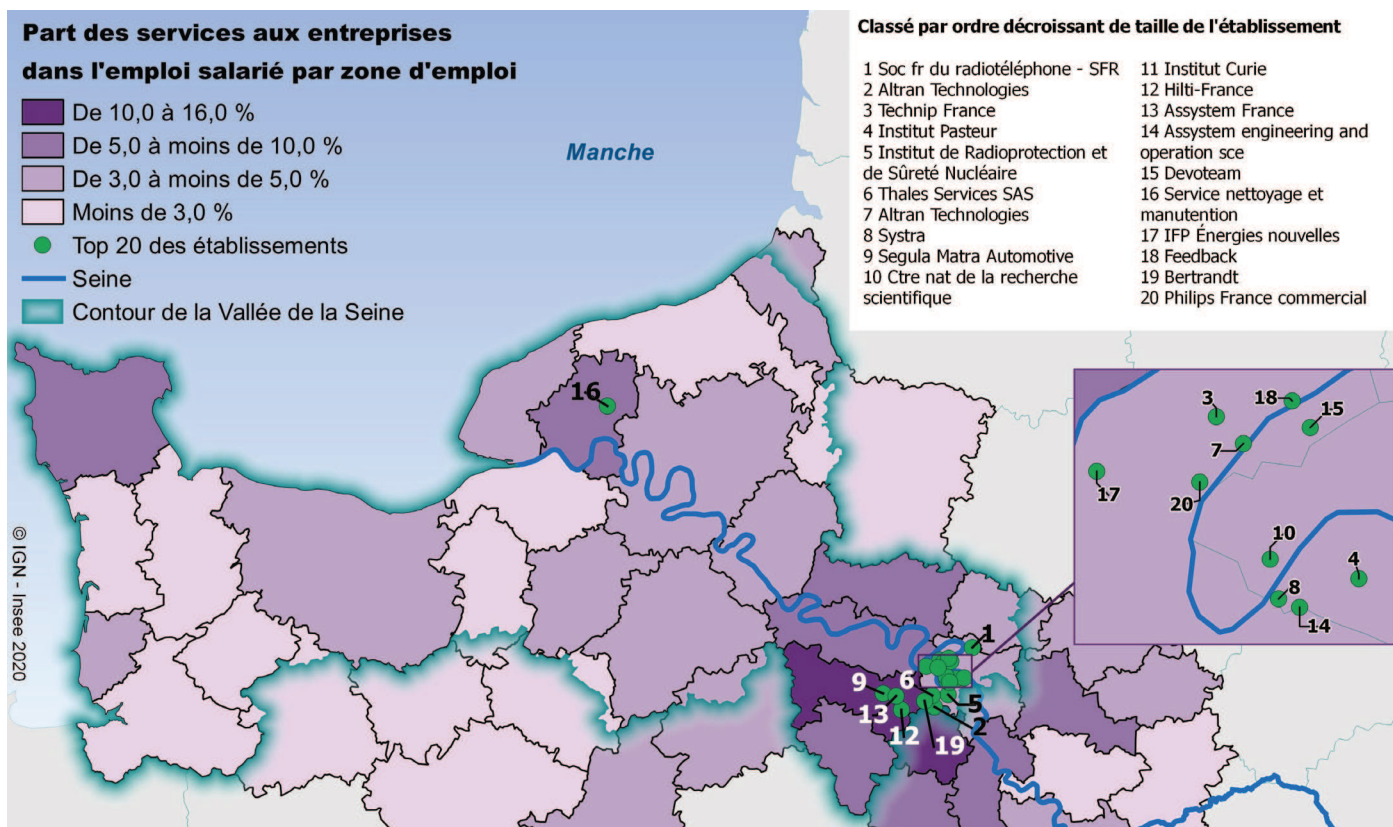 Part des services aux entreprises
dans l'emploi salarié par zone d'emploi
De 10,0 à 16,0 %
De 5,0 à moins de 10,0 %
De 3,0 à moins de 5,0 %
Moins de 3,0 %
Top 20 des établissements
Seine
Contour de la Vallée de la Seine
Manche
Classé par ordre décroissant de taille de l'établissement
1 Soc fr du radiotéléphone - SFR
2 Altran Technologies
3 Technip France
4 Institut Pasteur
5 Institut de Radioprotection et
de Sûreté Nucléaire
6 Thales Services SAS
7 Altran Technologies
8 Systra
9 Segula Matra Automotive
10 Ctre nat de la recherche
scientifique
11 Institut Curie
12 Hilti-France
13 Assystem France
14 Assystem engineering and
operation sce
15 Devoteam
16 Service nettoyage et
manutention
17 IFP Énergies nouvelles
18 Feedback
19 Bertrandt
20 Philips France commercial
16
3
18
15
7
17
20
10
4
8
14
1
9
6
13
12
19
2
5
© IGN - Insee 2020